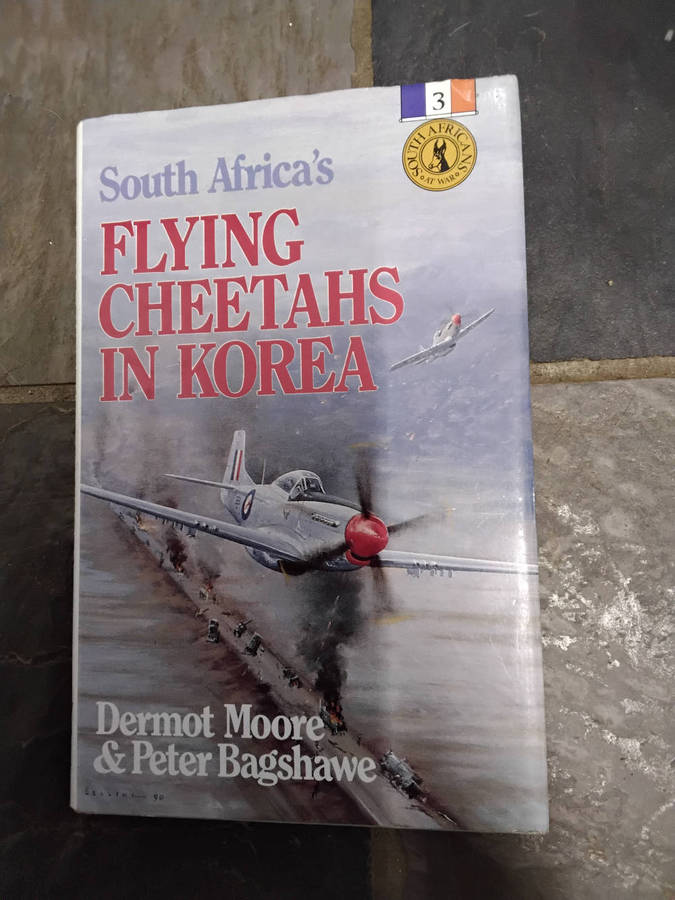 3
SOUTH AFRICANS
AT WAR
South Africa's
FLYING
CHEETAHS
IN KOREA
Dermot Moore
& Peter Bagshawe